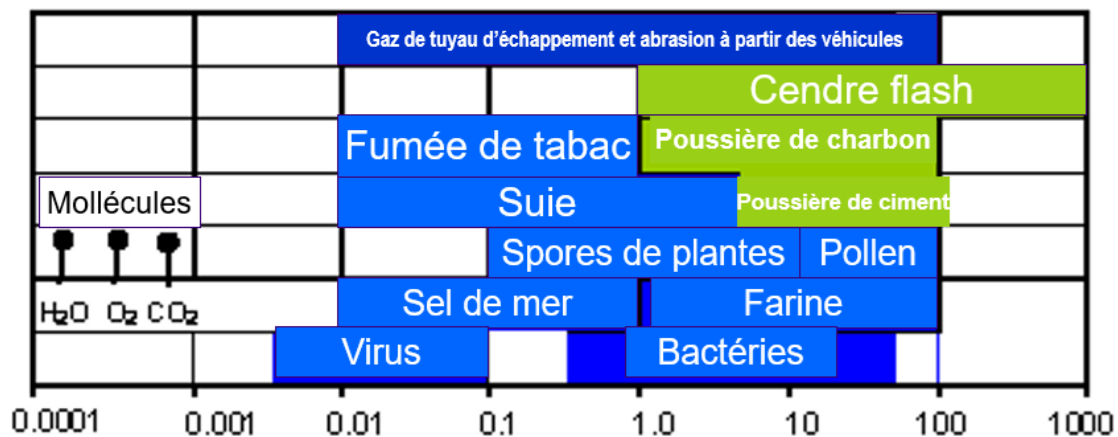 Gaz de tuyau d’échappement et abrasion à partir des véhicules
Cendre flash
Fumée de tabac
Poussière de charbon
Mollécules
Suie
Poussière de ciment
Spores de plantes
Pollen
H₂O O₂ CO₂
Sel de mer
Farine
Virus
Bactéries
0.0001 0.001 0.01 0.1 1.0 10 100 1000